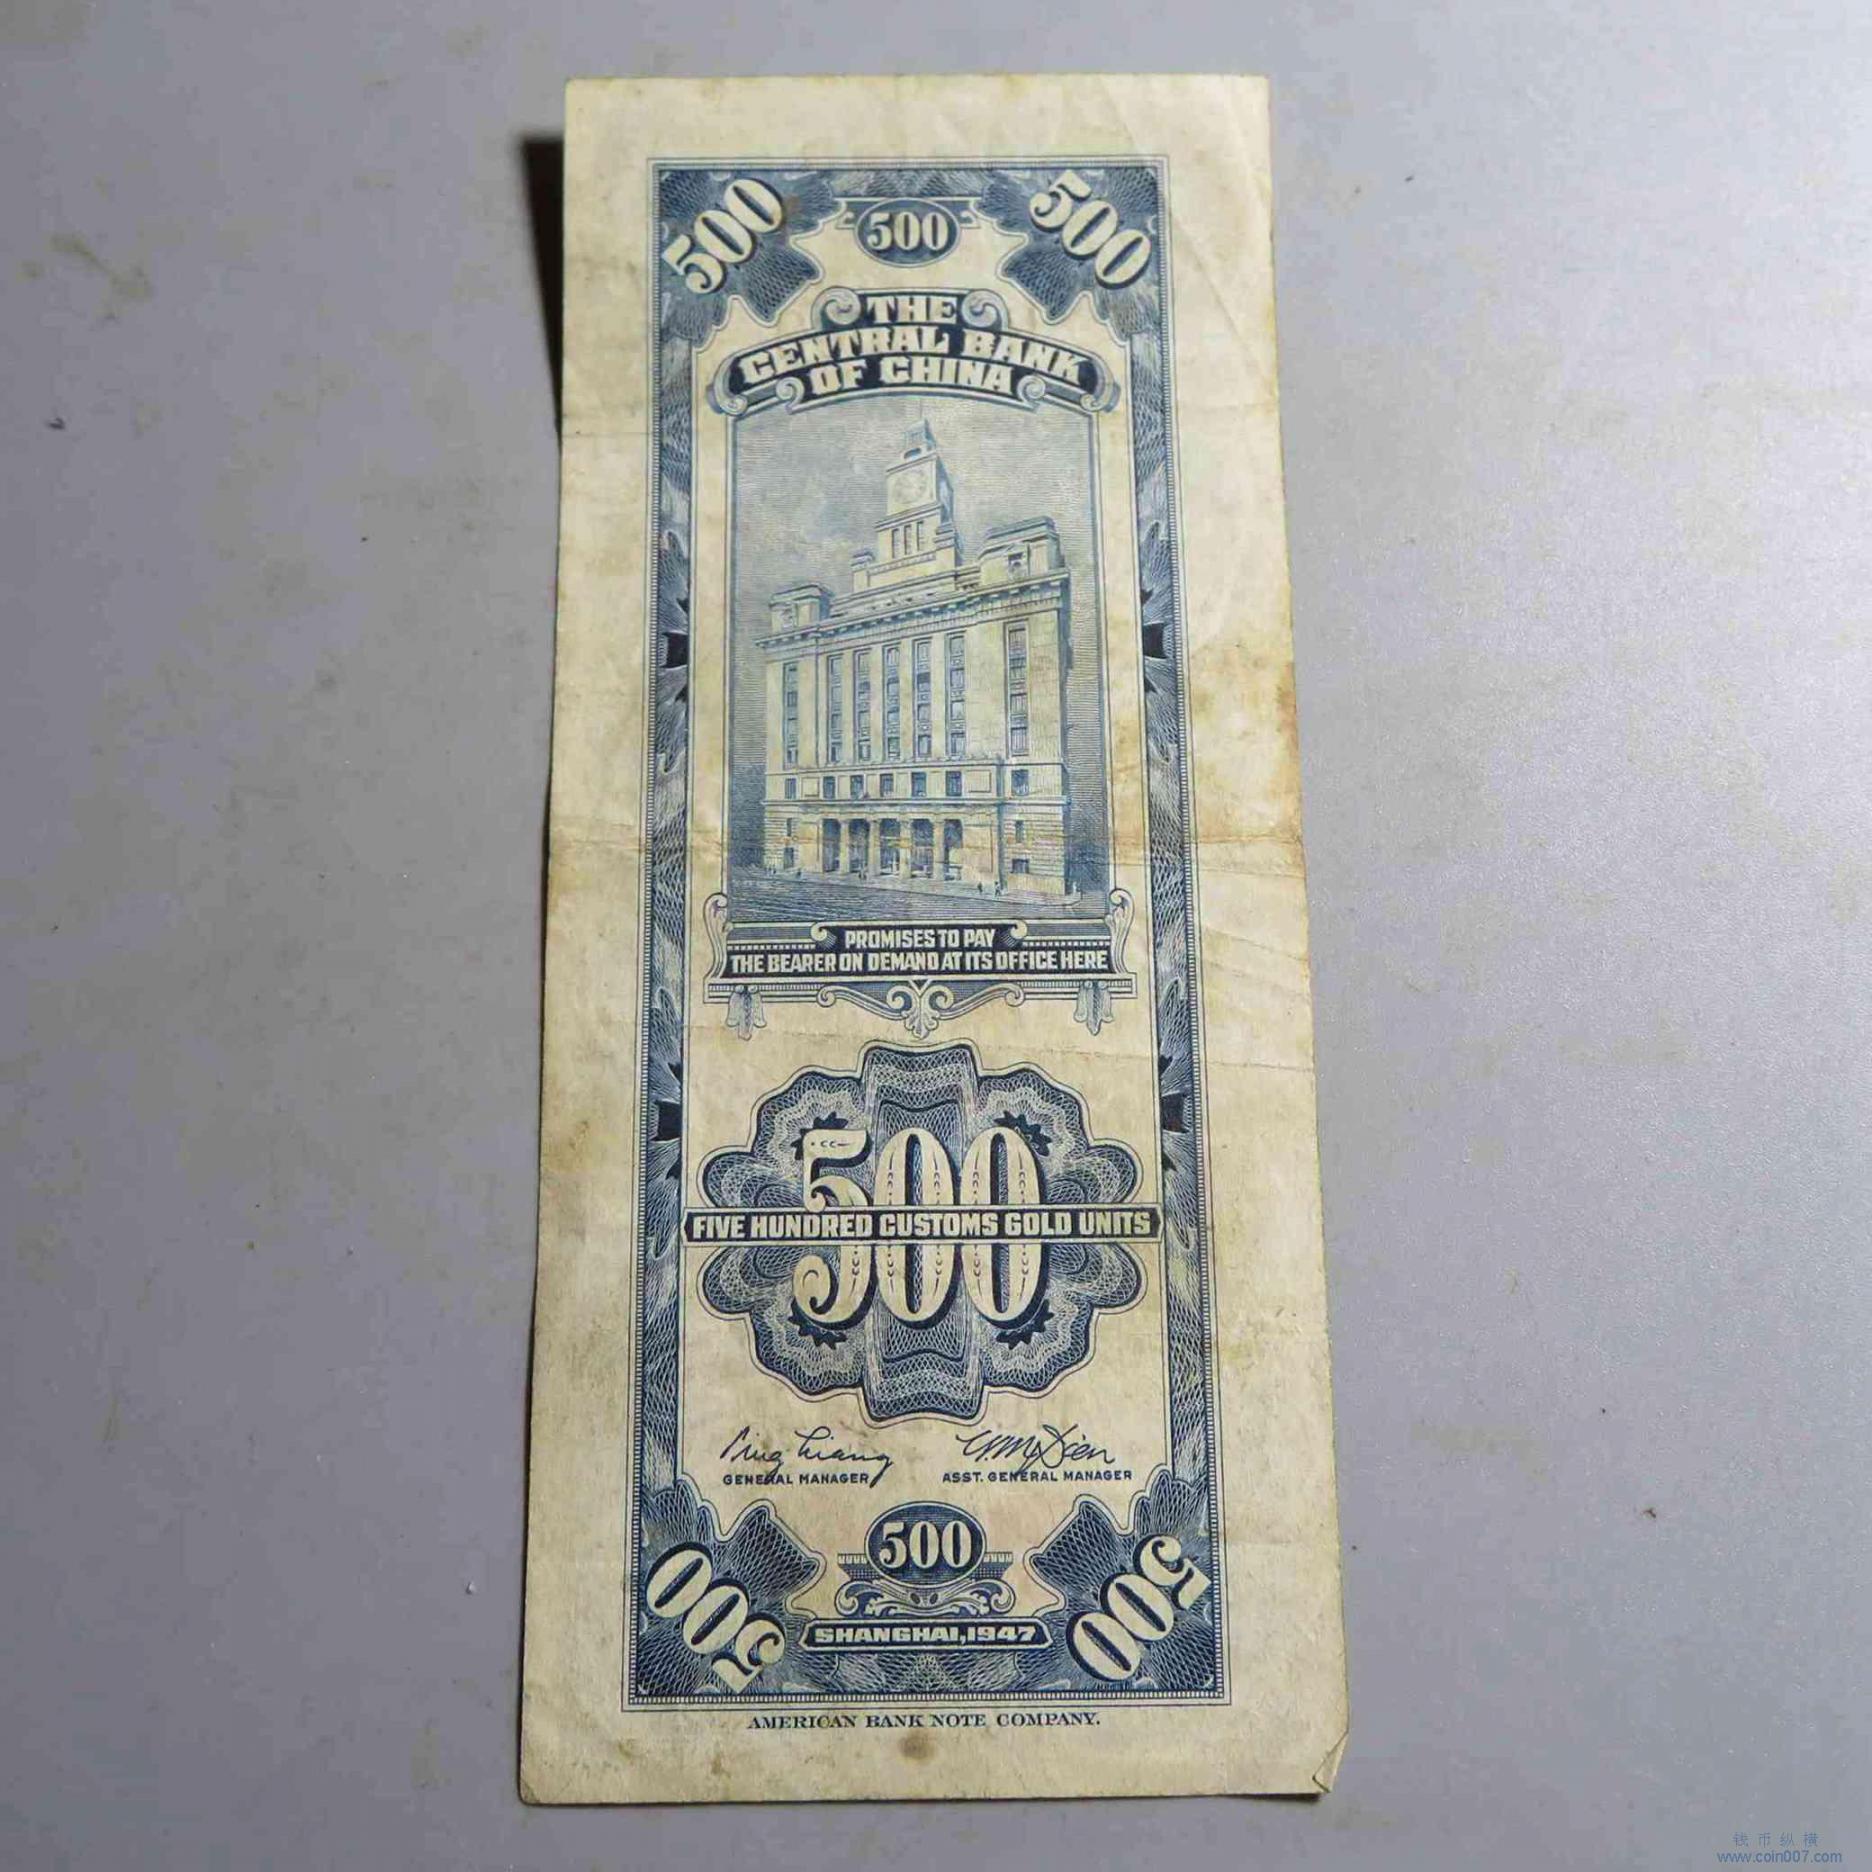 500
500
500
THE
CENTRAL BANK
OF CHINA
PROMISES TO PAY
THE BEARER ON DEMAND AT ITS OFFICE HERE
500
FIVE HUNDRED CUSTOMS GOLD UNITS
GENERAL MANAGER
ASST. GENERAL MANAGER
500
500
500
SHANGHAI,1947
AMERICAN BANK NOTE COMPANY.
钱币纵横
www.coin007.com